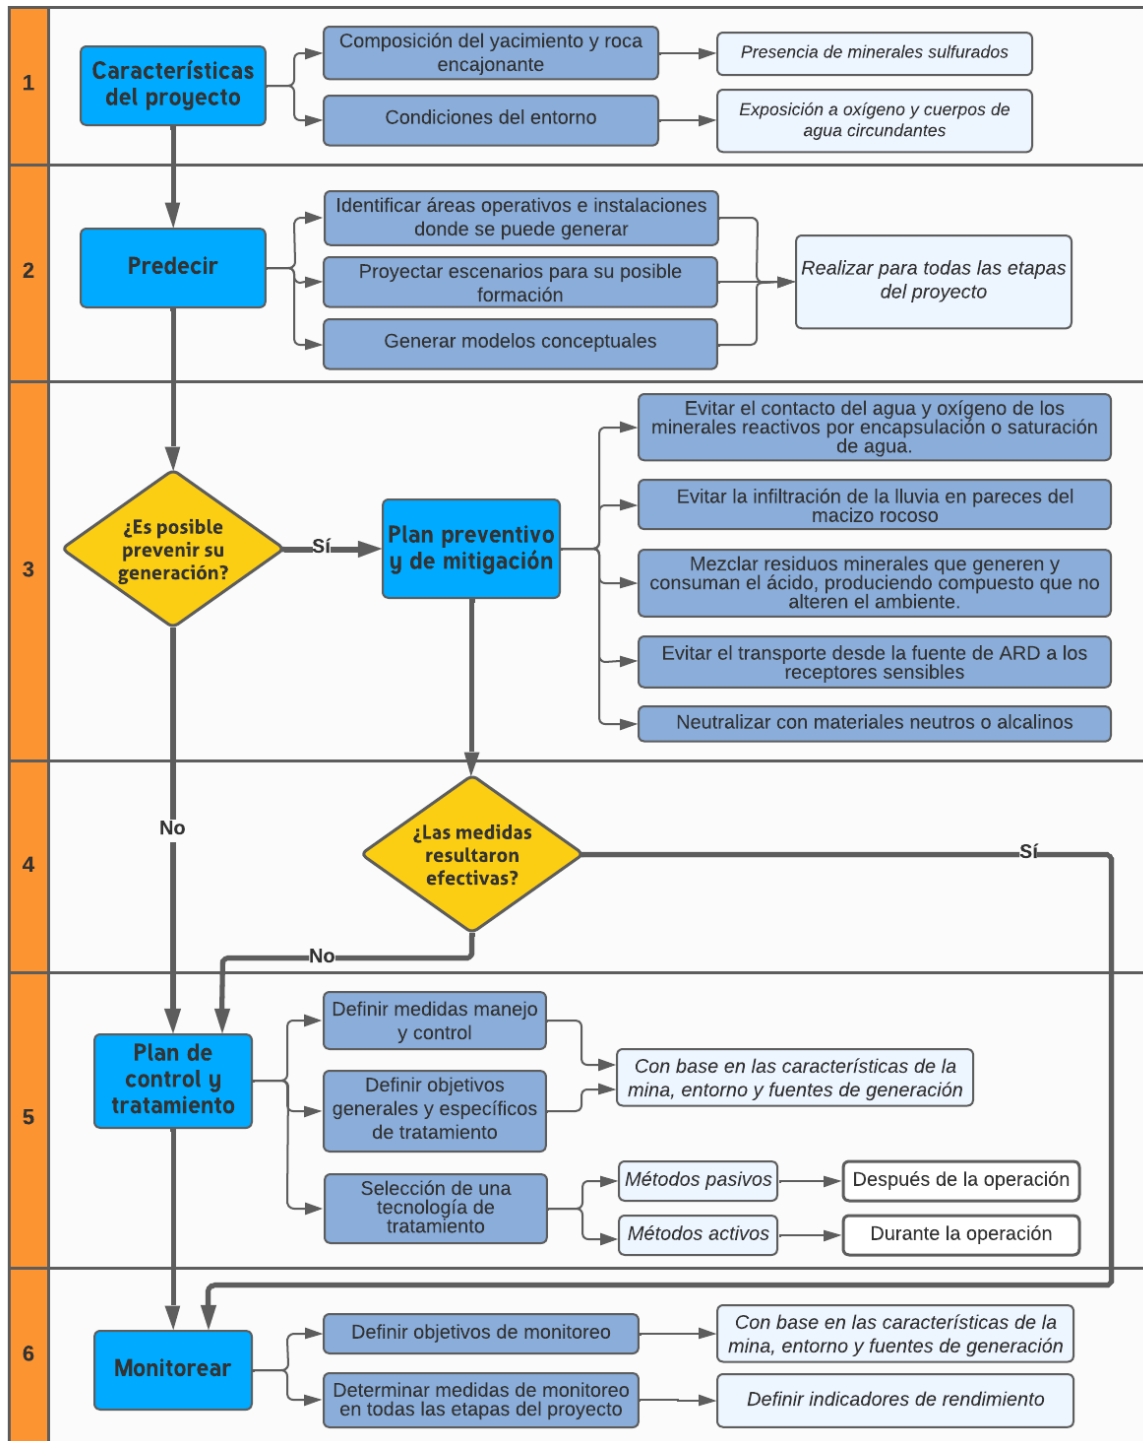 1
Características
del proyecto
Composición del yacimiento y roca
encajonante
Presencia de minerales sulfurados
Condiciones del entorno
Exposición a oxígeno y cuerpos de
agua circundantes
2
Predecir
Identificar áreas operativas e instalaciones
donde se puede generar
Proyectar escenarios para su posible
formación
Generar modelos conceptuales
Realizar para todas las etapas
del proyecto
3
¿Es posible
prevenir su
generación?
Sí
Plan preventivo
y de mitigación
Evitar el contacto del agua y oxígeno de los
minerales reactivos por encapsulación o saturación
de agua.
Evitar la infiltración de la lluvia en pareces del
macizo rocoso
Mezclar residuos minerales que generen y
consuman el ácido, produciendo compuesto que no
alteren el ambiente.
Evitar el transporte desde la fuente de ARD a los
receptores sensibles
Neutralizar con materiales neutros o alcalinos
4
No
¿Las medidas
resultaron
efectivas?
Sí
No
5
Plan de
control y
tratamiento
Definir medidas manejo
y control
Definir objetivos
generales y específicos
de tratamiento
Con base en las características de la
mina, entorno y fuentes de generación
Selección de una
tecnología de
tratamiento
Métodos pasivos
Después de la operación
Métodos activos
Durante la operación
6
Monitorear
Definir objetivos de monitoreo
Con base en las características de la
mina, entorno y fuentes de generación
Determinar medidas de monitoreo
en todas las etapas del proyecto
Definir indicadores de rendimiento